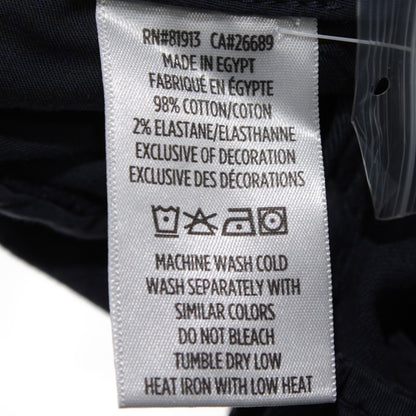 RN#81913 CA#26689
MADE IN EGYPT
FABRIQUÉ EN ÉGYPTE
98% COTTON/COTON
2% ELASTANE/ELASTHANNE
EXCLUSIVE OF DECORATION
EXCLUSIVE DES DÉCORATIONS
MACHINE WASH COLD
WASH SEPARATELY WITH
SIMILAR COLORS
DO NOT BLEACH
TUMBLE DRY LOW
HEAT IRON WITH LOW HEAT